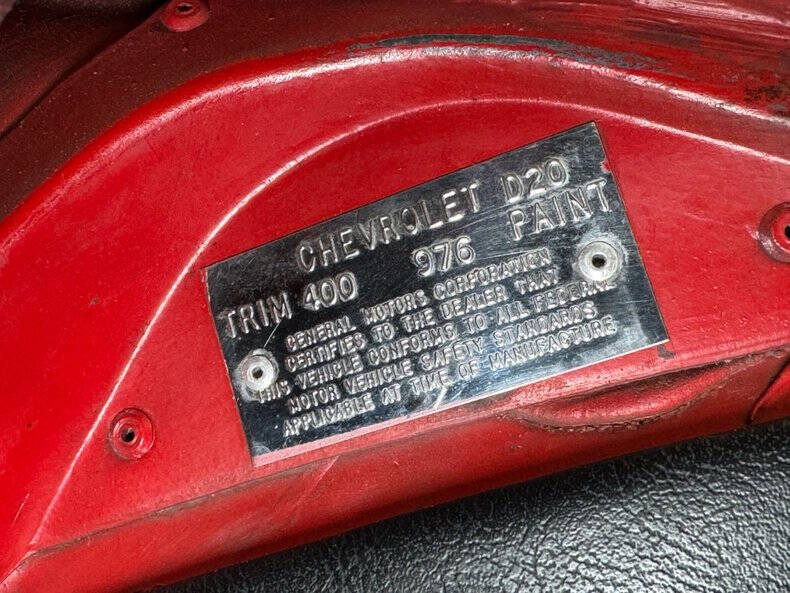 CHEVROLET D20
TRIM 400 976 PAINT
GENERAL MOTORS CORPORATION
CERTIFIES TO THE DEALER THAT
THIS VEHICLE CONFORMS TO ALL FEDERAL
MOTOR VEHICLE SAFETY STANDARDS
APPLICABLE AT TIME OF MANUFACTURE